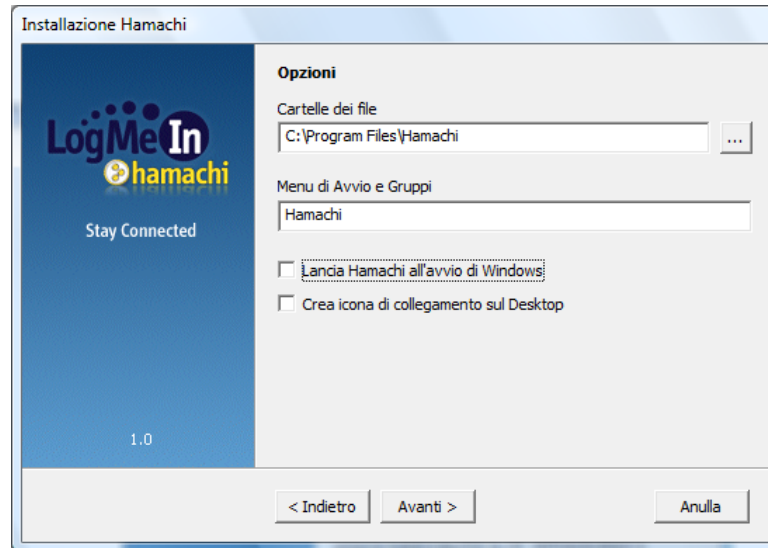 Installazione Hamachi
LogMeIn
hamachi
Stay Connected
1.0
Opzioni
Cartelle dei file
C:\Program Files\Hamachi
...
Menu di Avvio e Gruppi
Hamachi
Lancia Hamachi all'avvio di Windows
Crea icona di collegamento sul Desktop
< Indietro
Avanti >
Anulla